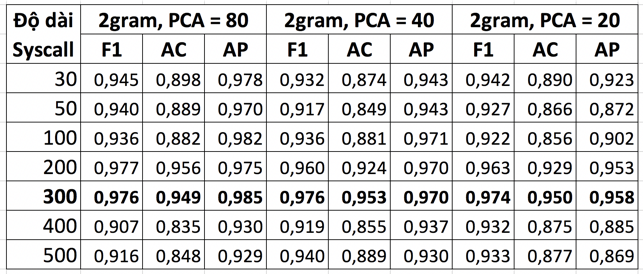 Độ dài Syscall 2gram, PCA = 80 2gram, PCA = 40 2gram, PCA = 20
F1 AC AP F1 AC AP F1 AC AP
30 0,945 0,898 0,978 0,932 0,874 0,943 0,942 0,890 0,923
50 0,940 0,889 0,970 0,917 0,849 0,943 0,927 0,866 0,872
100 0,936 0,882 0,982 0,936 0,881 0,971 0,922 0,856 0,902
200 0,977 0,956 0,975 0,960 0,924 0,970 0,963 0,929 0,953
300 0,976 0,949 0,985 0,976 0,953 0,970 0,974 0,950 0,958
400 0,907 0,835 0,930 0,919 0,855 0,937 0,932 0,875 0,885
500 0,916 0,848 0,929 0,940 0,889 0,930 0,933 0,877 0,869